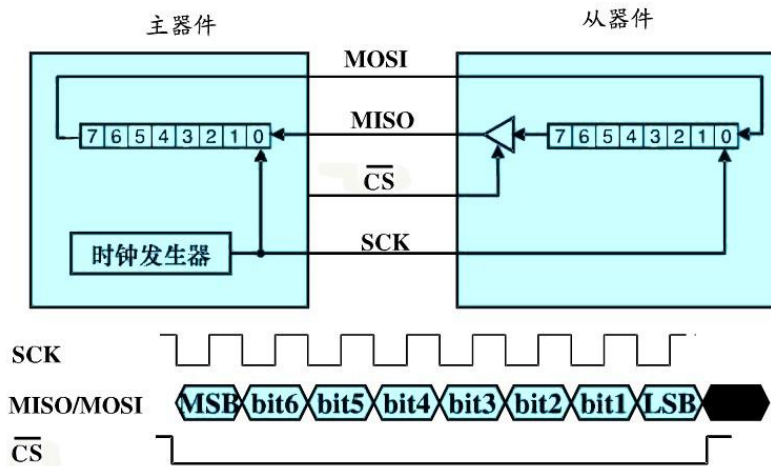 主器件
从器件
MOSI
MISO
7 6 5 4 3 2 1 0
7 6 5 4 3 2 1 0
CS
时钟发生器
SCK
SCK
MISO/MOSI MSB bit6 bit5 bit4 bit3 bit2 bit1 LSB
CS